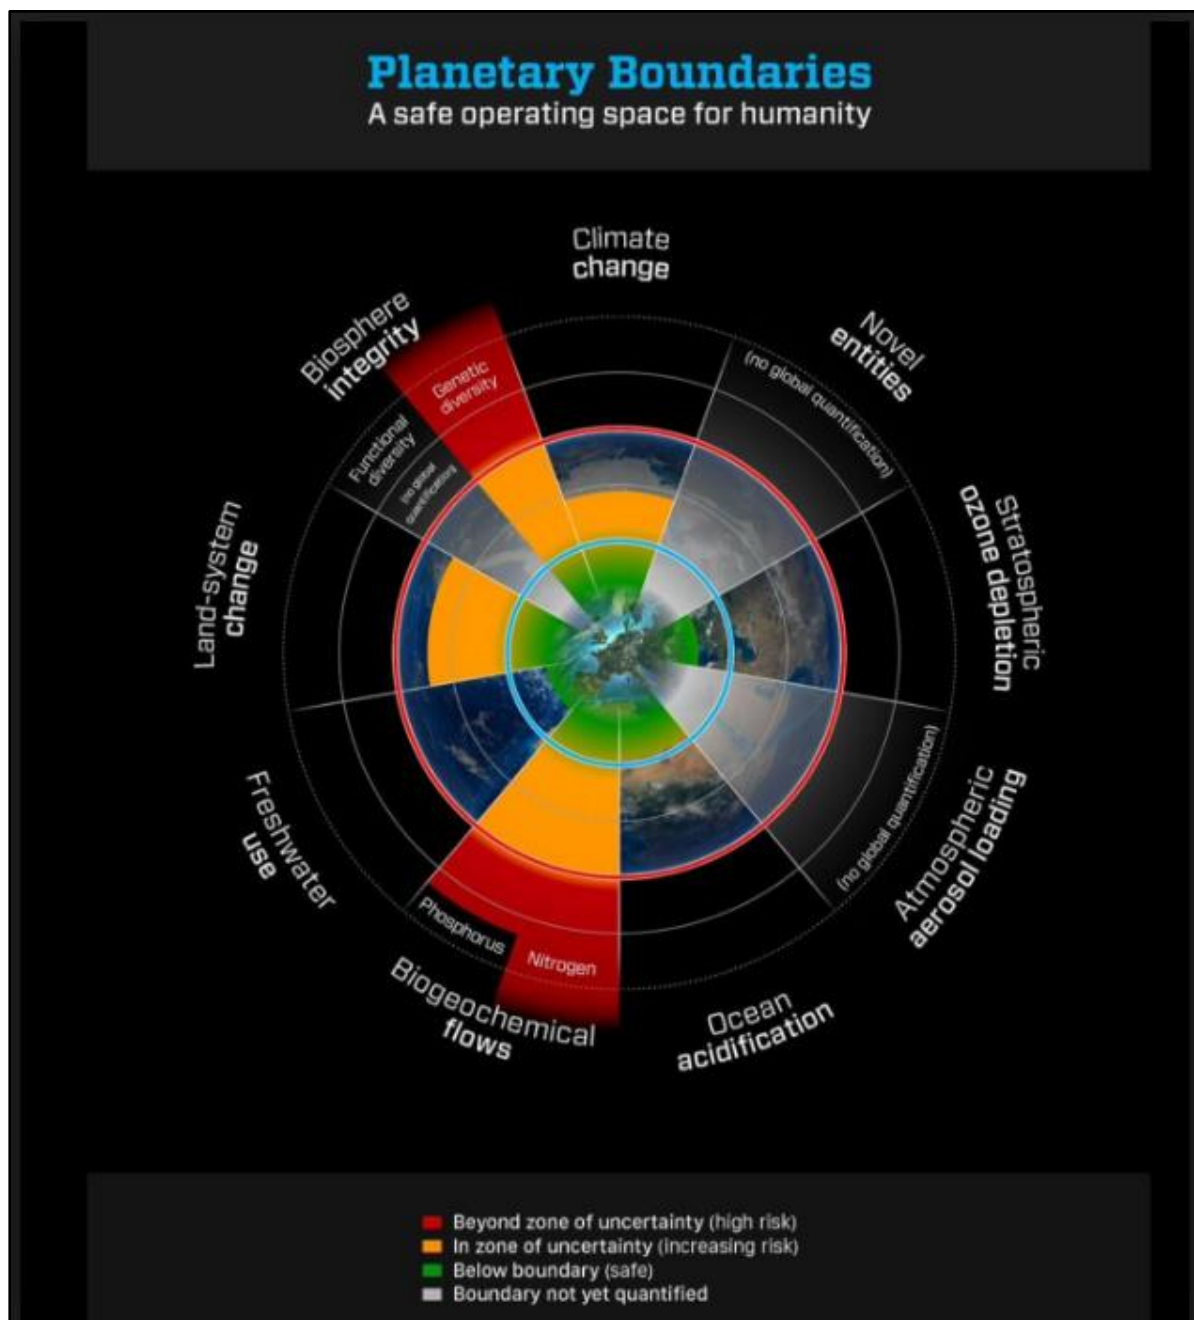 Planetary Boundaries
A safe operating space for humanity
Climate
change
Novel
entities
(no global quantification)
Stratospheric
ozone depletion
Atmospheric
aerosol loading
(no global quantification)
Ocean
acidification
Biogeochemical
flows
Phosphorus
Nitrogen
Freshwater
use
Land-system
change
Biosphere
integrity
Functional
diversity
(no global
quantification)
Genetic
diversity
Beyond zone of uncertainty (high risk)
In zone of uncertainty (increasing risk)
Below boundary (safe)
Boundary not yet quantified